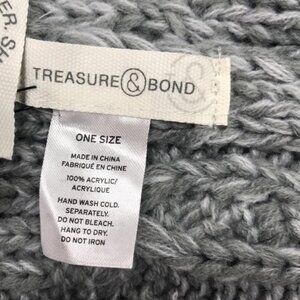 ER. S
TREASURE & BOND
S
ONE SIZE
MADE IN CHINA
FABRIQUÉ EN CHINE
100% ACRYLIC/
ACRYLIQUE
HAND WASH COLD.
SEPARATELY.
DO NOT BLEACH.
HANG TO DRY.
DO NOT IRON